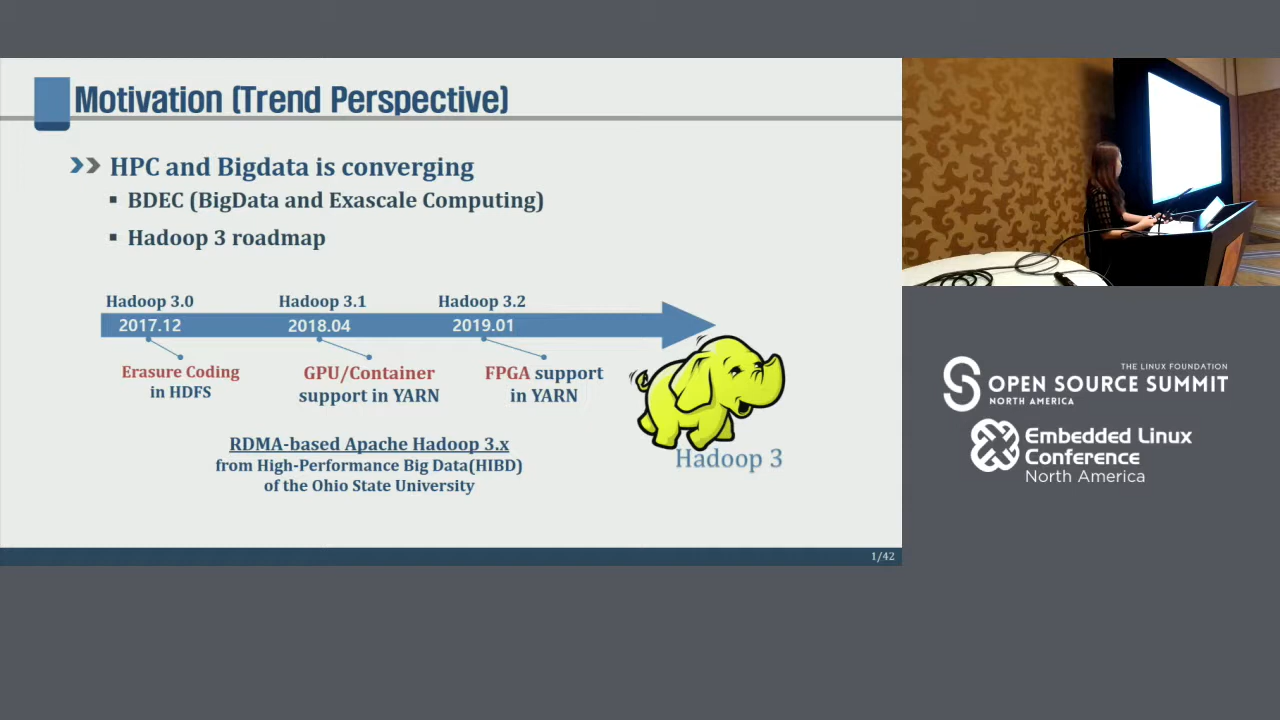 Motivation (Trend Perspective)
HPC and Bigdata is converging
BDEC (BigData and Exascale Computing)
Hadoop 3 roadmap
Hadoop 3.0
Hadoop 3.1
Hadoop 3.2
2017.12
2018.04
2019.01
Erasure Coding
in HDFS
GPU/Container
support in YARN
FPGA support
in YARN
RDMA-based Apache Hadoop 3.x
from High-Performance Big Data(HIBD)
of the Ohio State University
Hadoop 3
1/42
THE LINUX FOUNDATION
OPEN SOURCE SUMMIT
NORTH AMERICA
Embedded Linux
Conference
North America